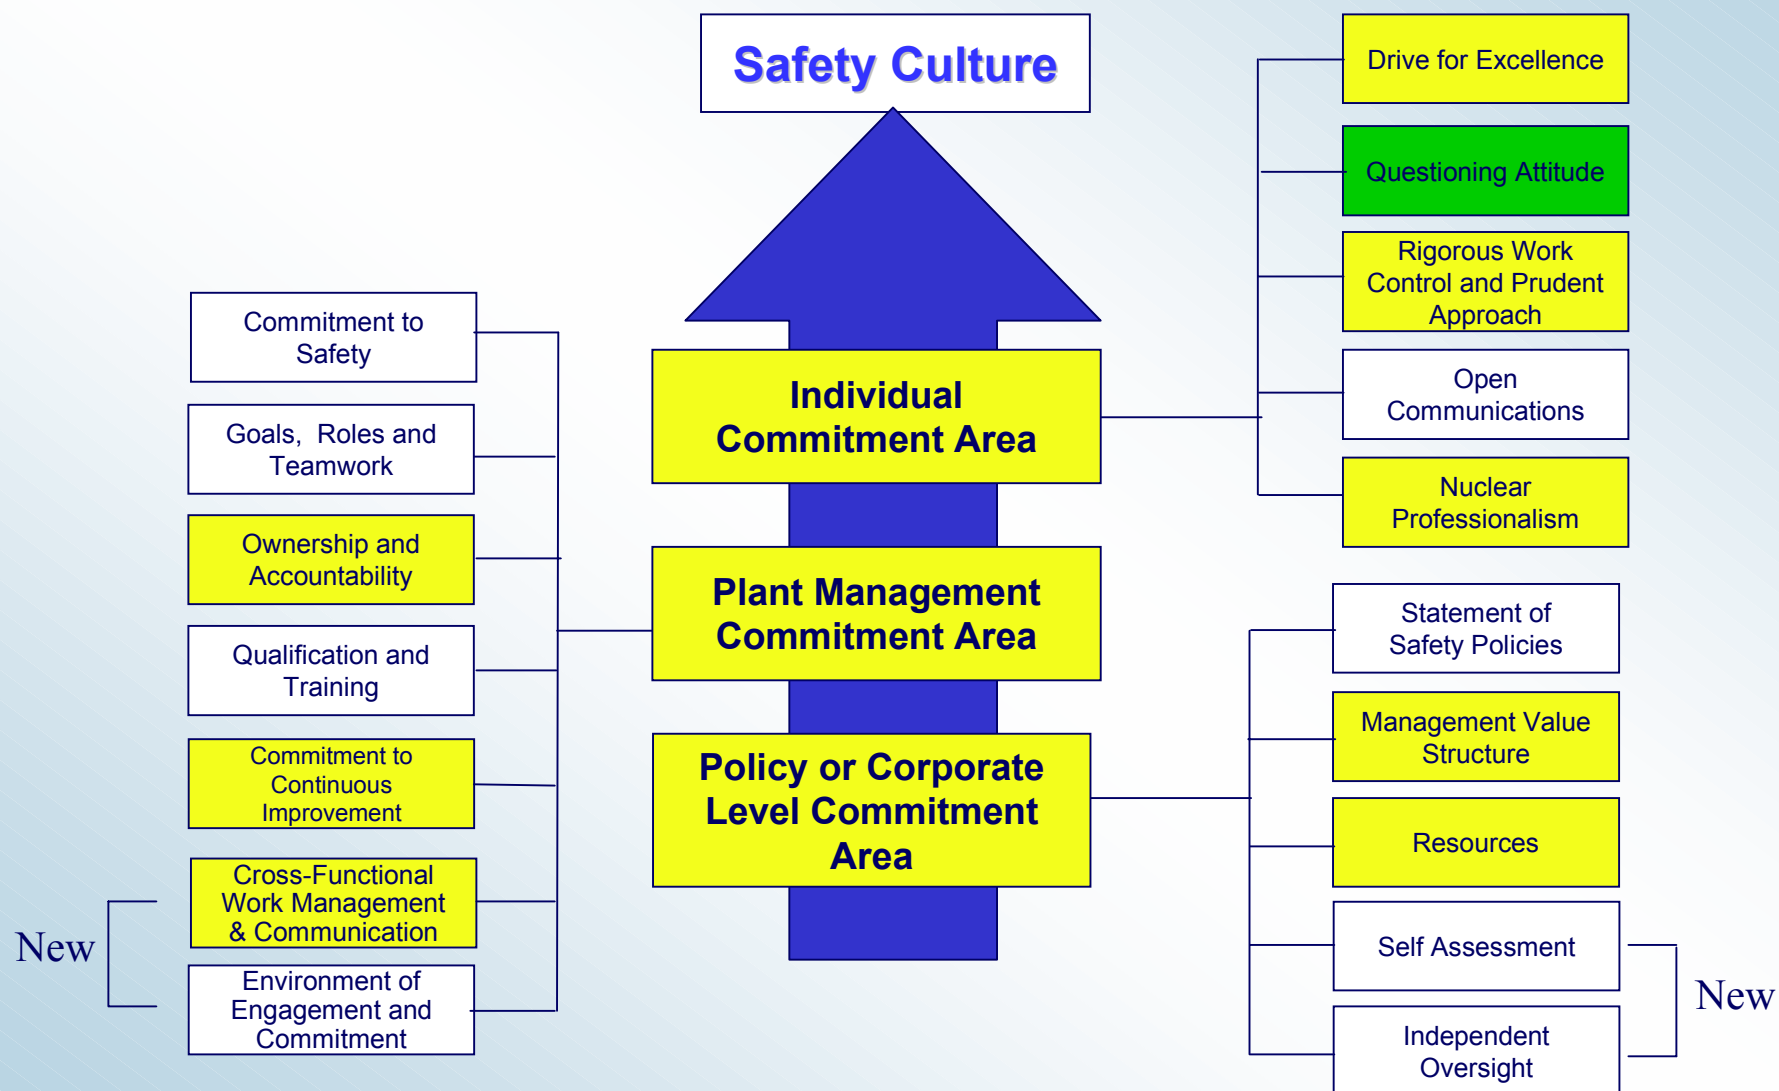 Safety Culture
Individual
Commitment Area
Plant Management
Commitment Area
Policy or Corporate
Level Commitment
Area
Commitment to
Safety
Goals, Roles and
Teamwork
Ownership and
Accountability
Qualification and
Training
Commitment to
Continuous
Improvement
Cross-Functional
Work Management
& Communication
Environment of
Engagement and
Commitment
New
Drive for Excellence
Questioning Attitude
Rigorous Work
Control and Prudent
Approach
Open
Communications
Nuclear
Professionalism
Statement of
Safety Policies
Management Value
Structure
Resources
Self Assessment
Independent
Oversight
New